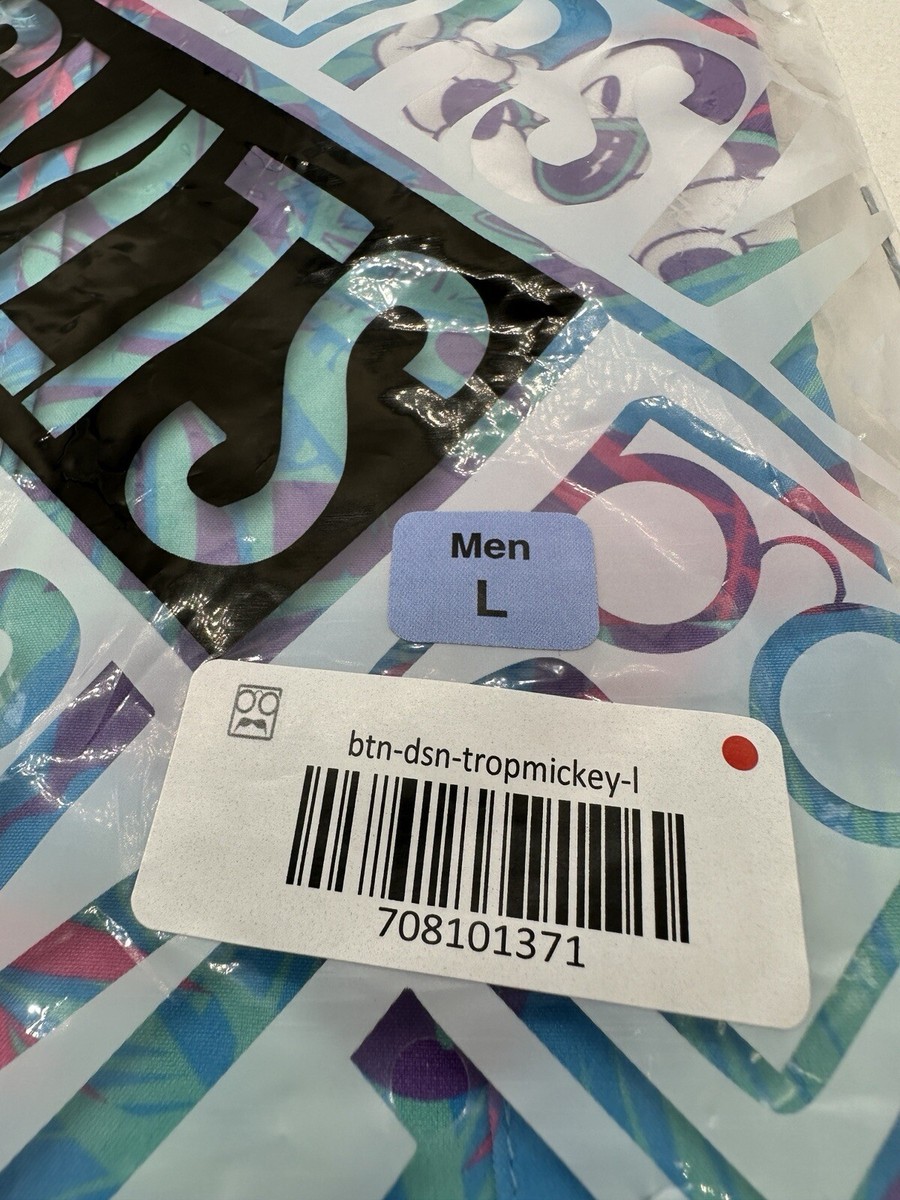 Men
L
btn-dsn-tropmickey-l
708101371